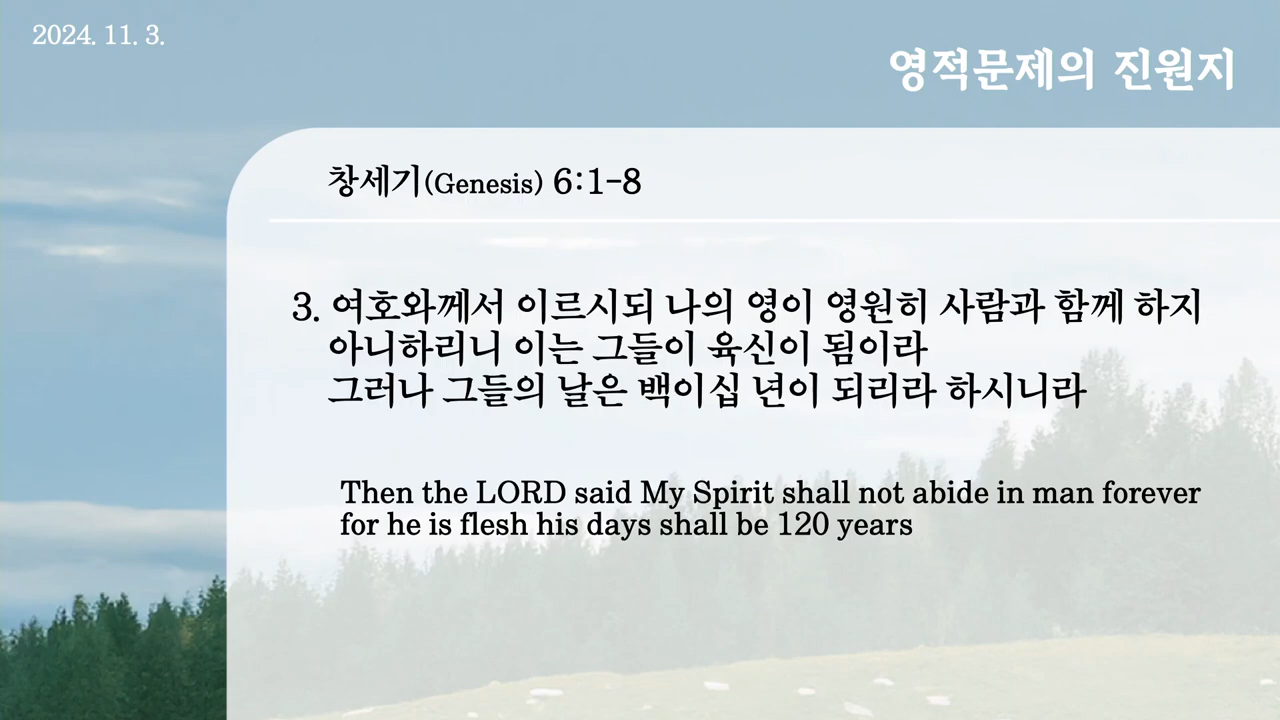 2024. 11. 3.
영적문제의 진원지
창세기(Genesis) 6:1-8
3. 여호와께서 이르시되 나의 영이 영원히 사람과 함께 하지
아니하리니 이는 그들이 육신이 됨이라
그러나 그들의 날은 백이십 년이 되리라 하시니라
Then the LORD said My Spirit shall not abide in man forever
for he is flesh his days shall be 120 years